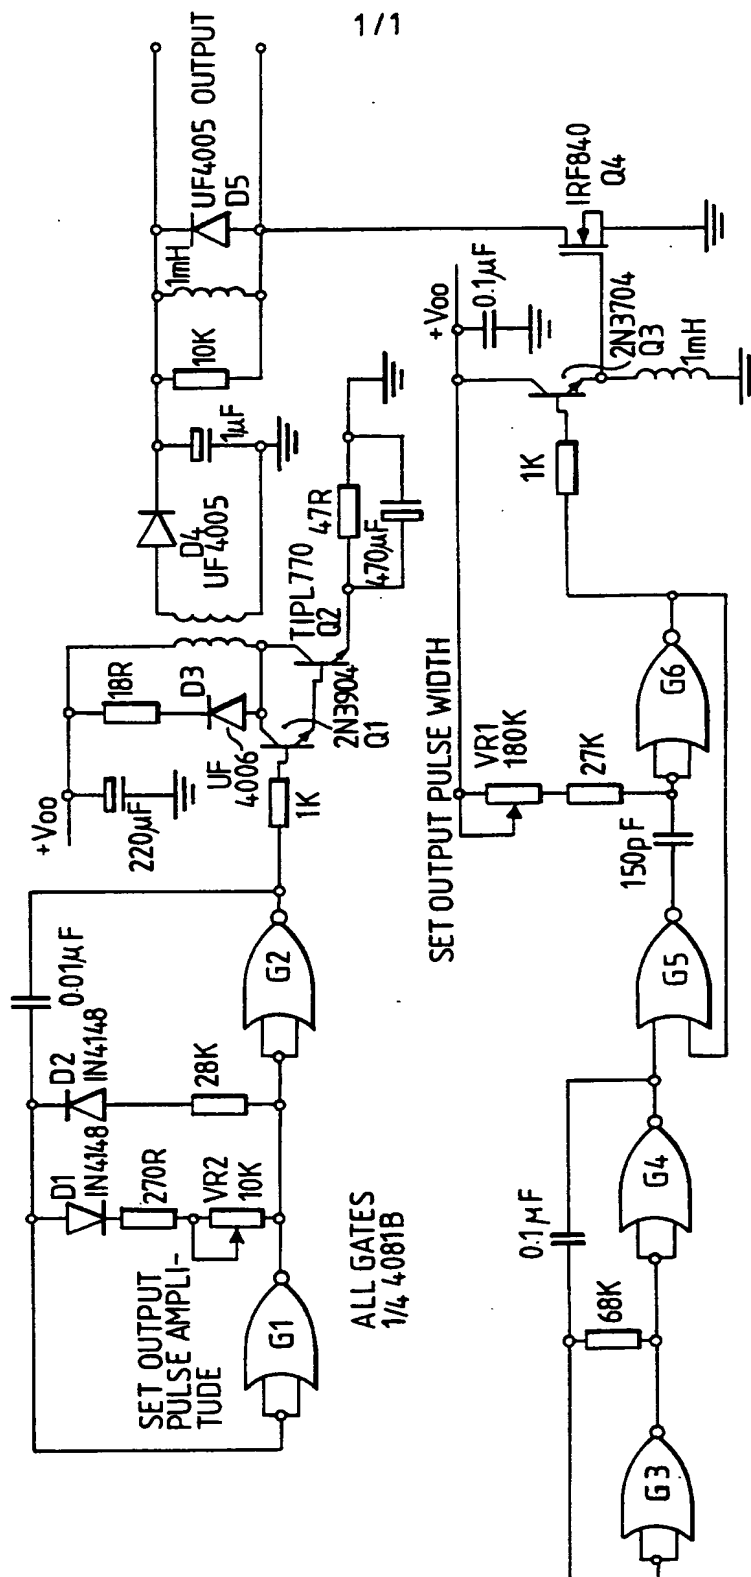 1/1
+Voo
220µF
18R
D3
UF
4006
1K
2N3904
Q1
TIPL770
Q2
47R
470µF
D4
UF4005
1µF
10K
1mH
UF4005
D5
OUTPUT
0.01µF
D1
IN4148
D2
IN4148
270R
VR2
10K
28K
SET OUTPUT
PULSE AMPLI-
TUDE
G1
G2
ALL GATES
1/4 4081B
SET OUTPUT PULSE WIDTH
+Voo
0.1µF
VR1
180K
27K
150pF
1K
2N3704
Q3
1mH
IRF840
Q4
0.1µF
68K
G3
G4
G5
G6